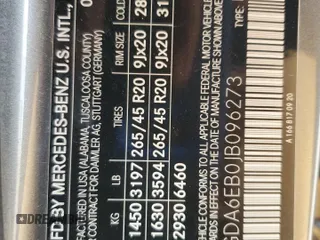 FD BY MERCEDES-BENZ U.S. INTL.,
FACTURED IN USA/ALABAMA, TUSCALOOSA COUNTY)
R CONTRACT FOR DAIMLER AG, STUTTGART (GERMANY)
KG LB TIRES RIM SIZE COLD
1450 3197 265/45 R20 9Jx20 28
1630 3594 265/45 R20 9Jx20 31
2930 6460
VEHICLE CONFORMS TO ALL APPLICABLE FEDERAL MOTOR VEHICLE
IN EFFECT ON THE DATE OF MANUFACTURE SHOWN ABOVE
DA6EB0JB096273
TYPE:
A 166 817 09 20